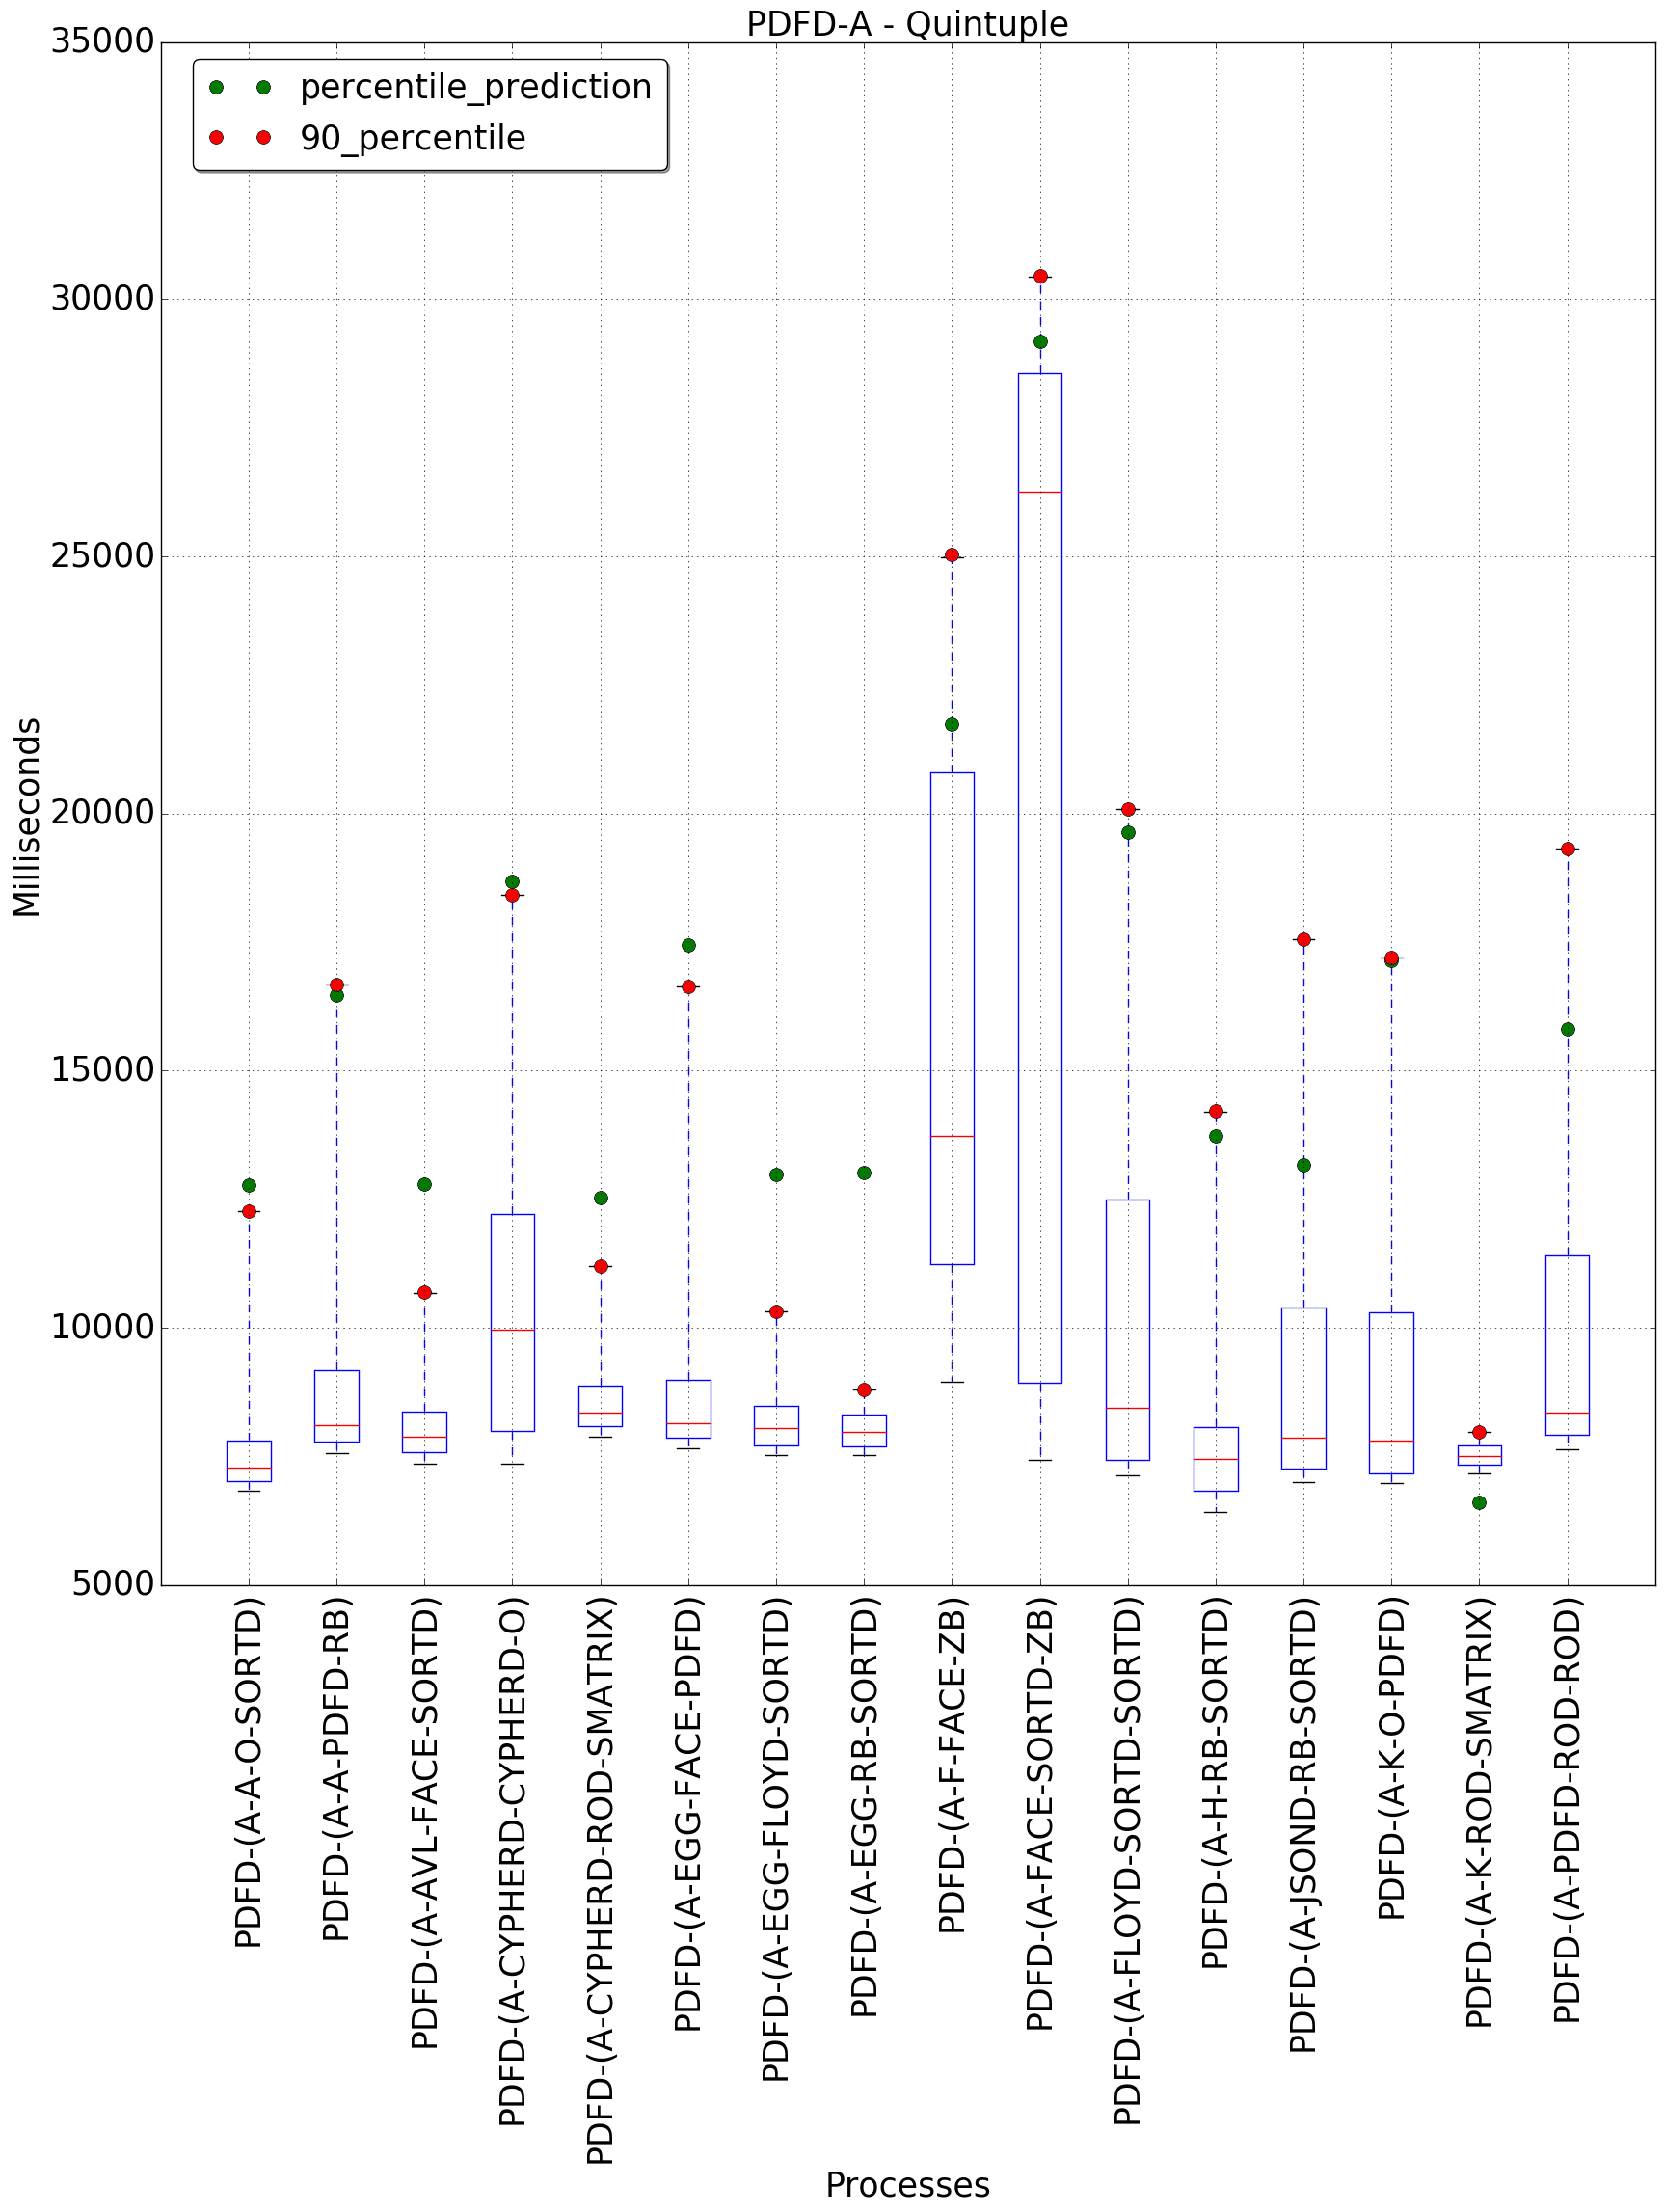 PDFD-A - Quintuple
percentile_prediction
90_percentile
35000
30000
25000
20000
15000
10000
5000
Milliseconds
PDFD-(A-A-O-SORTD)
PDFD-(A-A-PDFD-RB)
PDFD-(A-AVL-FACE-SORTD)
PDFD-(A-CYPHERD-CYPHERD-O)
PDFD-(A-CYPHERD-ROD-SMATRIX)
PDFD-(A-EGG-FACE-PDFD)
PDFD-(A-EGG-FLOYD-SORTD)
PDFD-(A-EGG-RB-SORTD)
PDFD-(A-F-FACE-ZB)
PDFD-(A-FACE-SORTD-ZB)
PDFD-(A-FLOYD-SORTD-SORTD)
PDFD-(A-H-RB-SORTD)
PDFD-(A-JSOND-RB-SORTD)
PDFD-(A-K-O-PDFD)
PDFD-(A-K-ROD-SMATRIX)
PDFD-(A-PDFD-ROD-ROD)
Processes